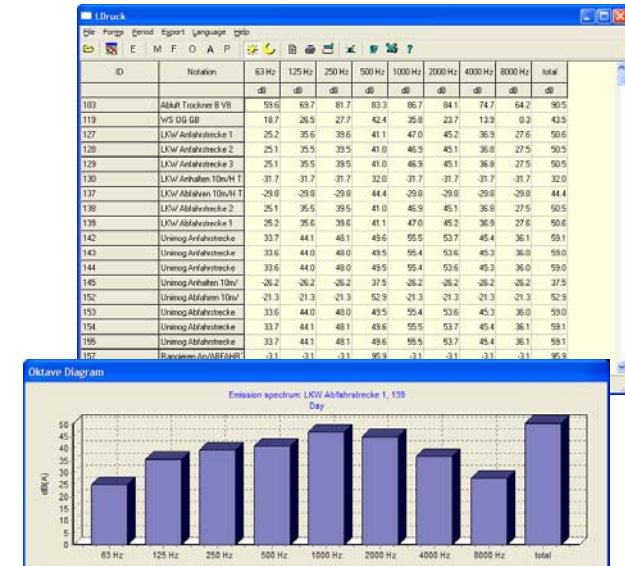 LDruck
File Forms Period Export Language Help
E M F O A P
ID Notation 63 Hz 125 Hz 250 Hz 500 Hz 1000 Hz 2000 Hz 4000 Hz 8000 Hz total
dB dB dB dB dB dB dB dB dB
103 Abluft Trockner B VB 59.6 69.7 81.7 83.3 86.7 84.1 74.7 64.2 90.5
119 WS OG GB 18.7 26.5 27.7 42.4 35.8 23.7 13.9 0.3 43.5
127 LKW Anfahrstrecke 1 25.2 35.6 39.6 41.1 47.0 45.2 36.9 27.6 50.6
128 LKW Anfahrstrecke 2 25.1 35.5 39.5 41.0 46.9 45.1 36.8 27.5 50.5
129 LKW Anfahrstrecke 3 25.1 35.5 39.5 41.0 46.9 45.1 36.8 27.5 50.5
130 LKW Anhalten 10m/H T -31.7 -31.7 -31.7 32.0 -31.7 -31.7 -31.7 -31.7 32.0
137 LKW Abfahren 10m/H T -29.8 -29.8 -29.8 44.4 -29.8 -29.8 -29.8 -29.8 44.4
138 LKW Abfahrstrecke 2 25.1 35.5 39.5 41.0 46.9 45.1 36.8 27.5 50.5
139 LKW Abfahrstrecke 1 25.2 35.6 39.6 41.1 47.0 45.2 36.9 27.6 50.6
142 Unimog Anfahrstrecke 33.7 44.1 48.1 49.6 55.5 53.7 45.4 36.1 59.1
143 Unimog Anfahrstrecke 33.6 44.0 48.0 49.5 55.4 53.6 45.3 36.0 59.0
144 Unimog Anfahrstrecke 33.6 44.0 48.0 49.5 55.4 53.6 45.3 36.0 59.0
145 Unimog Anhalten 10m/ -26.2 -26.2 -26.2 37.5 -26.2 -26.2 -26.2 -26.2 37.5
152 Unimog Abfahren 10m/ -21.3 -21.3 -21.3 52.9 -21.3 -21.3 -21.3 -21.3 52.9
153 Unimog Abfahrstrecke 33.6 44.0 48.0 49.5 55.4 53.6 45.3 36.0 59.0
154 Unimog Abfahrstrecke 33.7 44.1 48.1 49.6 55.5 53.7 45.4 36.1 59.1
155 Unimog Abfahrstrecke 33.7 44.1 48.1 49.6 55.5 53.7 45.4 36.1 59.1
157 Rangieren An/ABFAHRT -3.1 -3.1 -3.1 95.9 -3.1 -3.1 -3.1 -3.1 95.9
Oktave Diagram
Emission spectrum: LKW Abfahrstrecke 1, 139
Day
dB(A)
50
45
40
35
30
25
20
15
10
5
0
63 Hz 125 Hz 250 Hz 500 Hz 1000 Hz 2000 Hz 4000 Hz 8000 Hz total